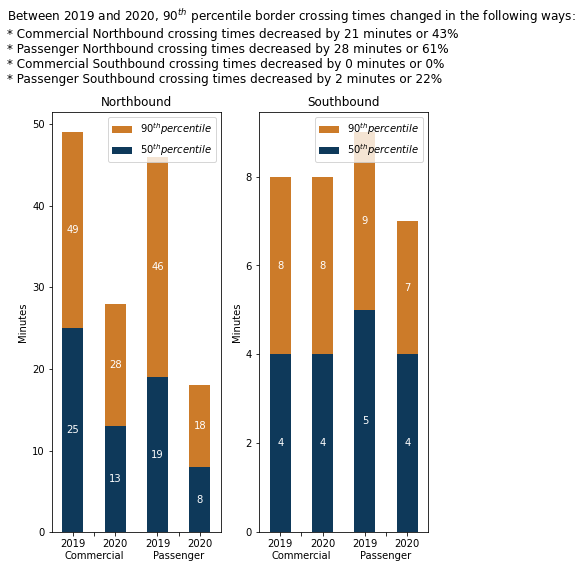 Between 2019 and 2020, 90th percentile border crossing times changed in the following ways:
* Commercial Northbound crossing times decreased by 21 minutes or 43%
* Passenger Northbound crossing times decreased by 28 minutes or 61%
* Commercial Southbound crossing times decreased by 0 minutes or 0%
* Passenger Southbound crossing times decreased by 2 minutes or 22%
Northbound
90th percentile
50th percentile
50
40
30
20
10
0
Minutes
49
25
28
13
46
19
18
8
2019 2020 2019 2020
Commercial Passenger
Southbound
90th percentile
50th percentile
8
6
4
2
0
Minutes
8
4
8
4
9
5
7
4
2019 2020 2019 2020
Commercial Passenger